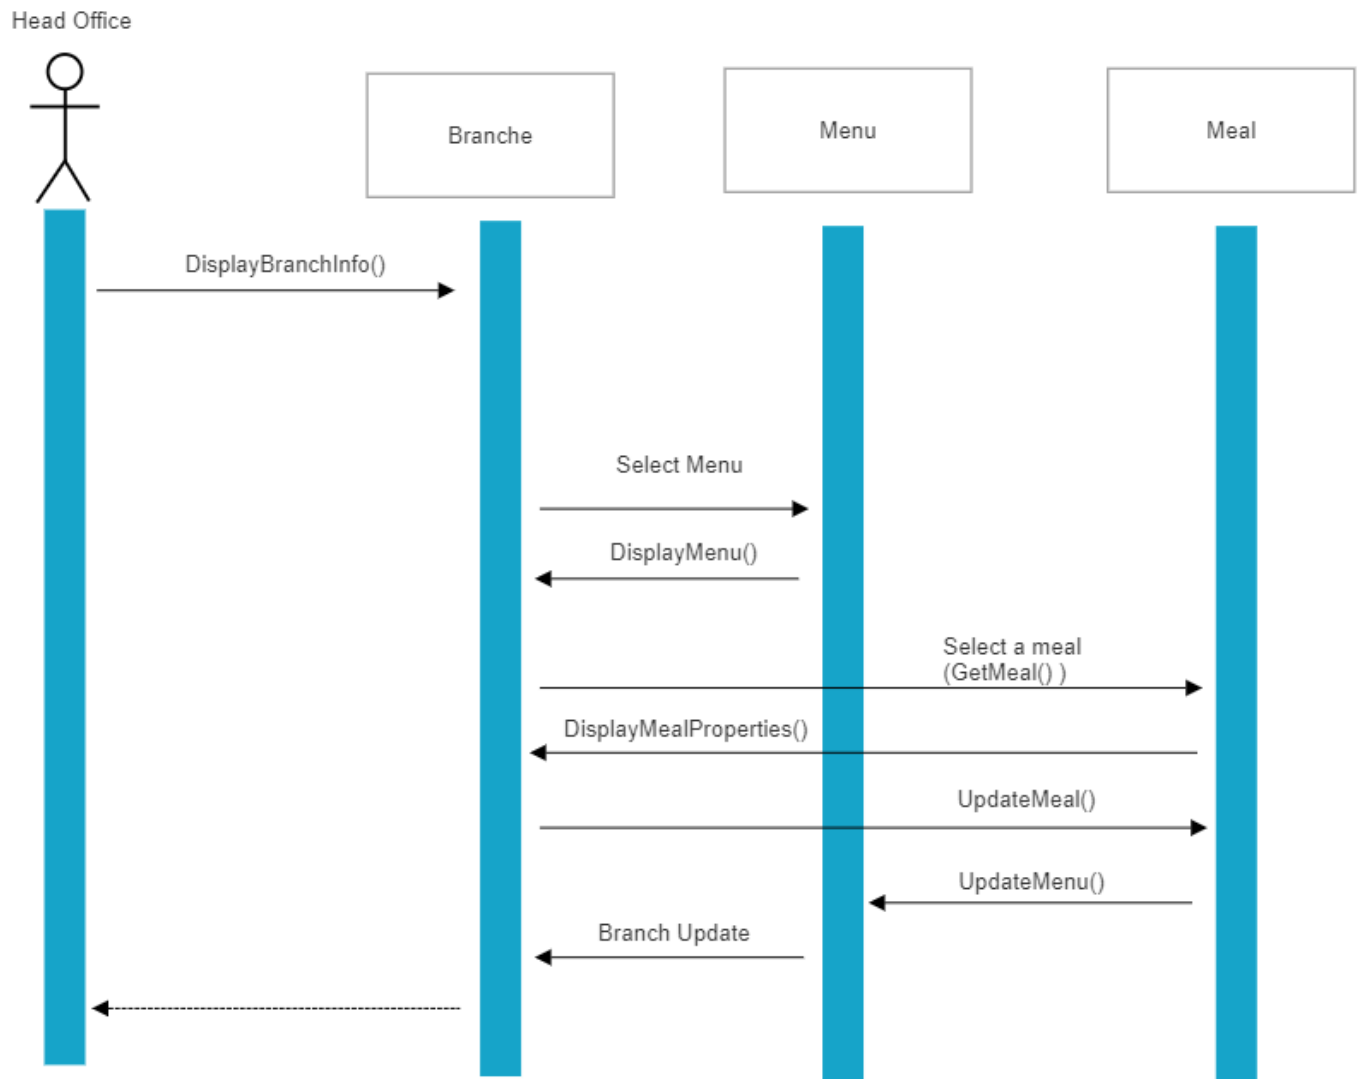 Head Office
Branche
Menu
Meal
DisplayBranchInfo()
Select Menu
DisplayMenu()
Select a meal
(GetMeal() )
DisplayMealProperties()
UpdateMeal()
UpdateMenu()
Branch Update